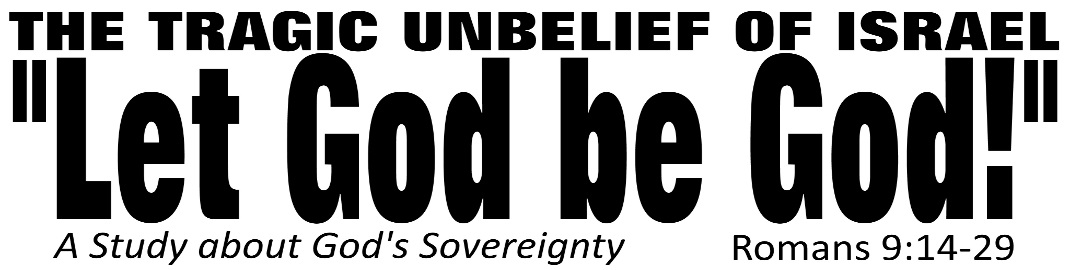 THE TRAGIC UNBELIEF OF ISRAEL
"Let God be God!"
A Study about God's Sovereignty Romans 9:14-29